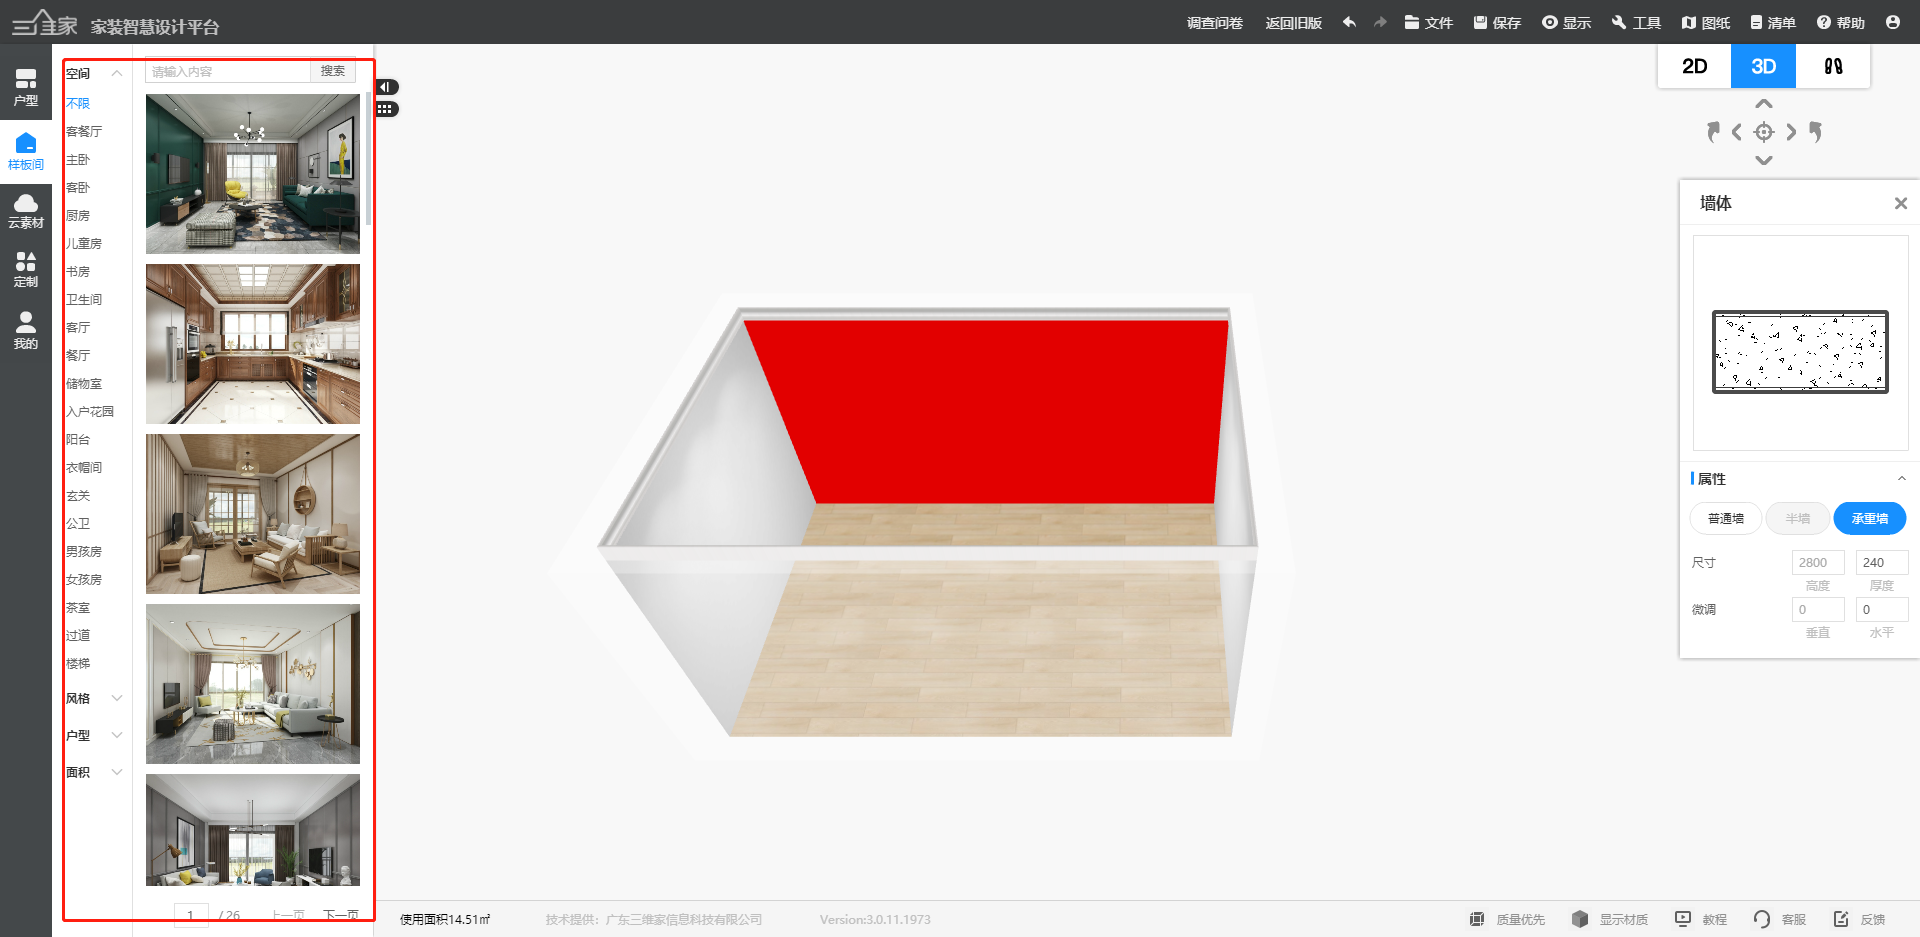 三维家 家装智慧设计平台
调查问卷 返回旧版 文件 保存 显示 工具 图纸 清单 帮助
户型
样板间
云素材
定制
我的
空间
不限
客餐厅
主卧
客卧
厨房
儿童房
书房
卫生间
客厅
餐厅
储物室
入户花园
阳台
衣帽间
玄关
公卫
男孩房
女孩房
茶室
过道
楼梯
风格
户型
面积
请输入内容 搜索
1 / 26 上一页 下一页
2D 3D
墙体
属性
普通墙 半墙 承重墙
尺寸 2800 240
高度 厚度
微调 0 0
垂直 水平
使用面积14.51㎡ 技术提供：广东三维家信息科技有限公司 Version:3.0.11.1973
质量优先 显示材质 教程 客服 反馈